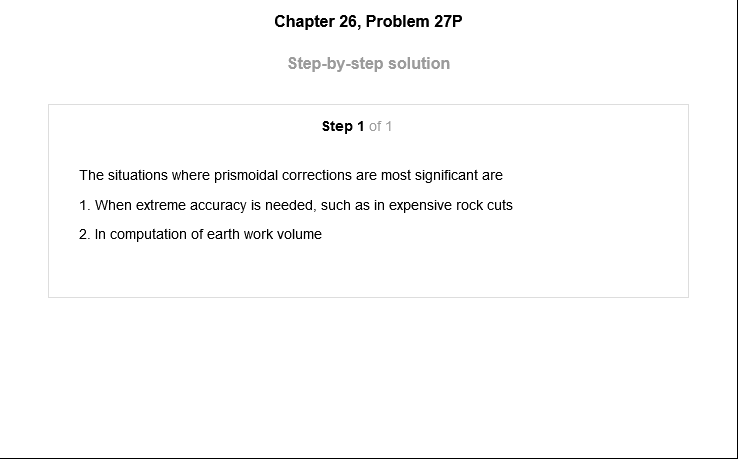 Chapter 26, Problem 27P
Step-by-step solution
Step 1 of 1
The situations where prismoidal corrections are most significant are
1. When extreme accuracy is needed, such as in expensive rock cuts
2. In computation of earth work volume